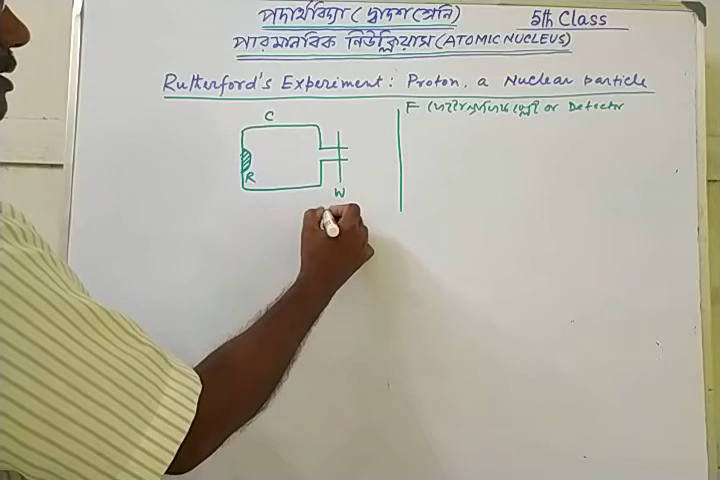 পদার্থবিদ্যা (দ্বাদশ শ্রেনি) 5th Class
পারমানবিক নিউক্লিয়াস (ATOMIC NUCLEUS)
Rutherford's Experiment: Proton, a Nuclear particle
C
F or Detector
R
W